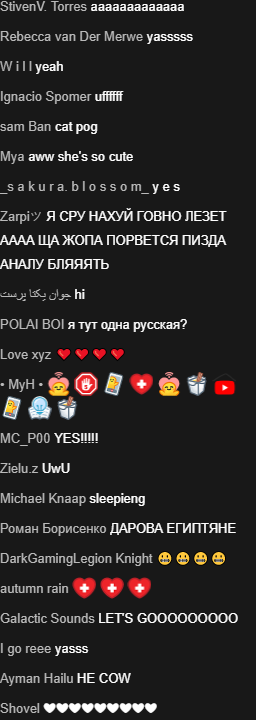 StivenV. Torres aaaaaaaaaaaaa
Rebecca van Der Merwe yasssss
W i l l yeah
Ignacio Spomer uffffff
sam Ban cat pog
Mya aww she's so cute
_s a k u r a. b l o s s o m_ y e s
Zarpiツ Я СРУ НАХУЙ ГОВНО ЛЕЗЕТ
АААА ЩА ЖОПА ПОРВЕТСЯ ПИЗДА
АНАЛУ БЛЯЯЯТЬ
جوان یکتا پرست hi
POLAI BOI я тут одна русская?
Love xyz ❤❤❤❤
• MyH •
MC_P00 YES!!!!!
Zielu.z UwU
Michael Knaap sleepieng
Роман Борисенко ДАРОВА ЕГИПТЯНЕ
DarkGamingLegion Knight 😀😀😀😀
autumn rain
Galactic Sounds LET'S GOOOOOOOOO
I go reee yasss
Ayman Hailu HE COW
Shovel 🤍🤍🤍🤍🤍🤍🤍🤍🤍